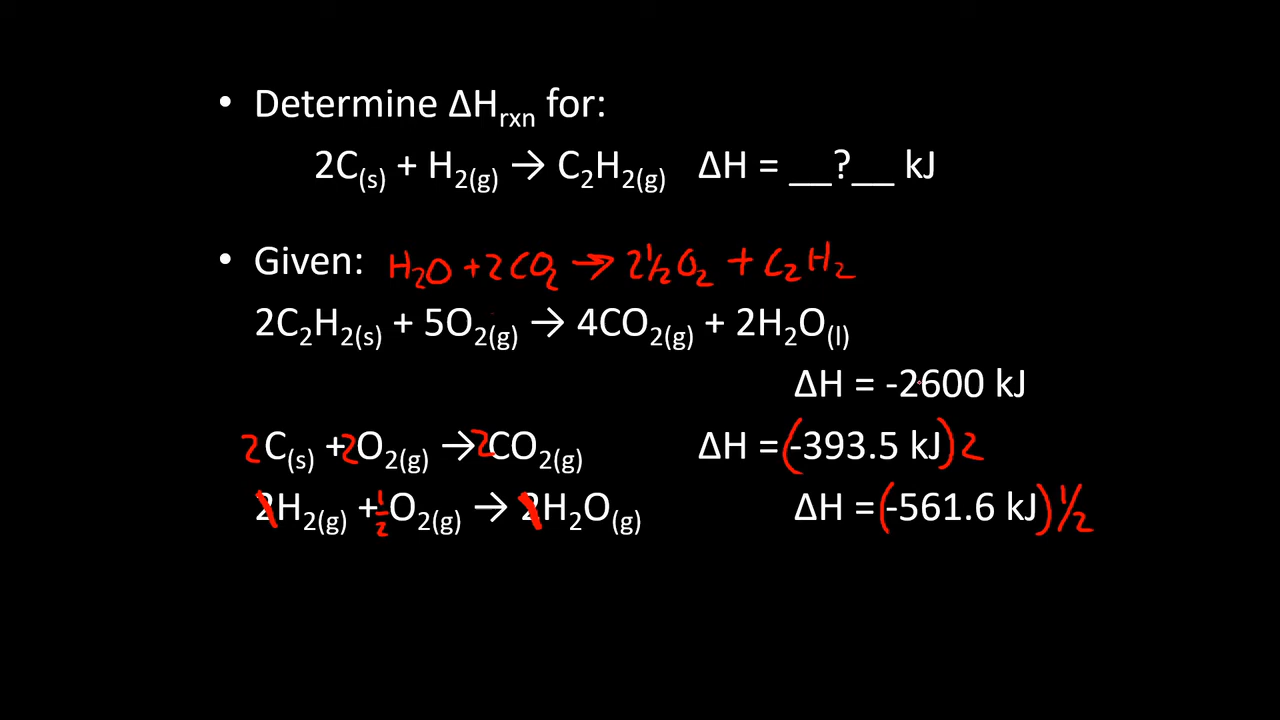 • Determine ΔHrxn for:
2C(s) + H2(g) → C2H2(g) ΔH = __?__ kJ
• Given: H2O + 2CO2 → 2½O2 + C2H2
2C2H2(s) + 5O2(g) → 4CO2(g) + 2H2O(l)
ΔH = -2600 kJ
2C(s) + 2O2(g) → 2CO2(g) ΔH = (-393.5 kJ)2
2H2(g) + ½O2(g) → 2H2O(g) ΔH = (-561.6 kJ)½